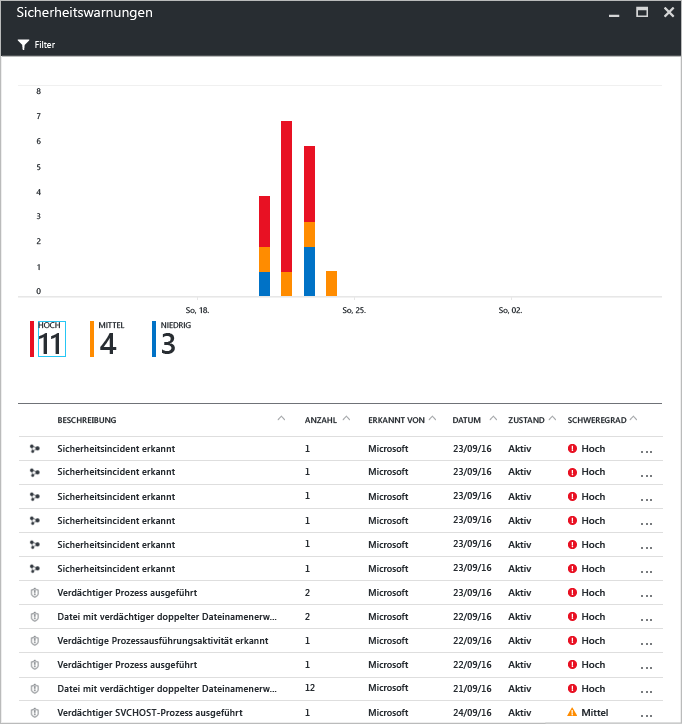 Sicherheitswarnungen
Filter
8
7
6
5
4
3
2
1
0
So, 18. So, 25. So, 02.
HOCH MITTEL NIEDRIG
11 4 3
BESCHREIBUNG ANZAHL ERKANNT VON DATUM ZUSTAND SCHWEREGRAD
Sicherheitsincident erkannt 1 Microsoft 23/09/16 Aktiv Hoch ...
Sicherheitsincident erkannt 1 Microsoft 23/09/16 Aktiv Hoch ...
Sicherheitsincident erkannt 1 Microsoft 23/09/16 Aktiv Hoch ...
Sicherheitsincident erkannt 1 Microsoft 23/09/16 Aktiv Hoch ...
Sicherheitsincident erkannt 1 Microsoft 23/09/16 Aktiv Hoch ...
Sicherheitsincident erkannt 1 Microsoft 23/09/16 Aktiv Hoch ...
Verdächtiger Prozess ausgeführt 2 Microsoft 23/09/16 Aktiv Hoch ...
Datei mit verdächtiger doppelter Dateinamenerw... 2 Microsoft 22/09/16 Aktiv Hoch ...
Verdächtige Prozessausführungsaktivität erkannt 1 Microsoft 22/09/16 Aktiv Hoch ...
Verdächtiger Prozess ausgeführt 1 Microsoft 22/09/16 Aktiv Hoch ...
Datei mit verdächtiger doppelter Dateinamenerw... 12 Microsoft 21/09/16 Aktiv Hoch ...
Verdächtiger SVCHOST-Prozess ausgeführt 1 Microsoft 24/09/16 Aktiv Mittel ...